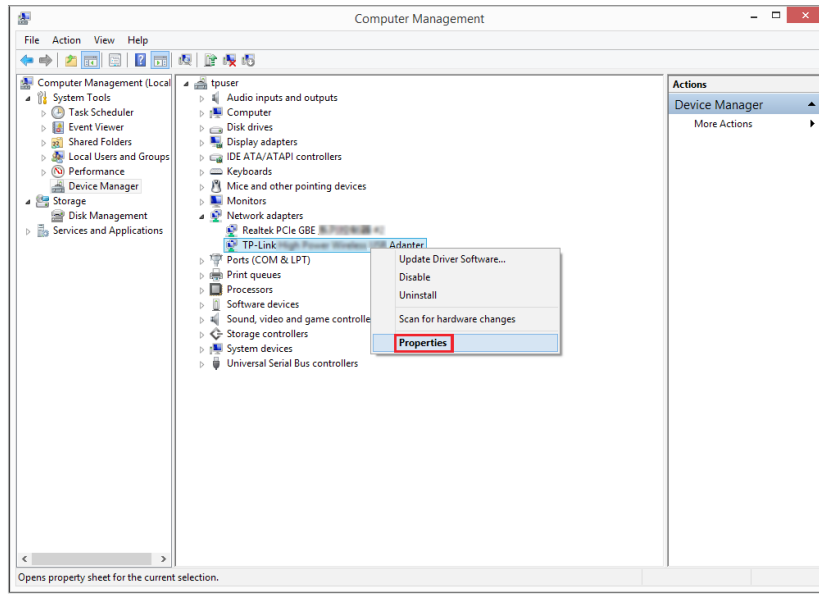 Computer Management
File Action View Help
Computer Management (Local
System Tools
Task Scheduler
Event Viewer
Shared Folders
Local Users and Groups
Performance
Device Manager
Storage
Disk Management
Services and Applications
tpuser
Audio inputs and outputs
Computer
Disk drives
Display adapters
IDE ATA/ATAPI controllers
Keyboards
Mice and other pointing devices
Monitors
Network adapters
Realtek PCIe GBE
TP-Link Adapter
Ports (COM & LPT)
Print queues
Processors
Software devices
Sound, video and game controlle
Storage controllers
System devices
Universal Serial Bus controllers
Update Driver Software...
Disable
Uninstall
Scan for hardware changes
Properties
Actions
Device Manager
More Actions
Opens property sheet for the current selection.